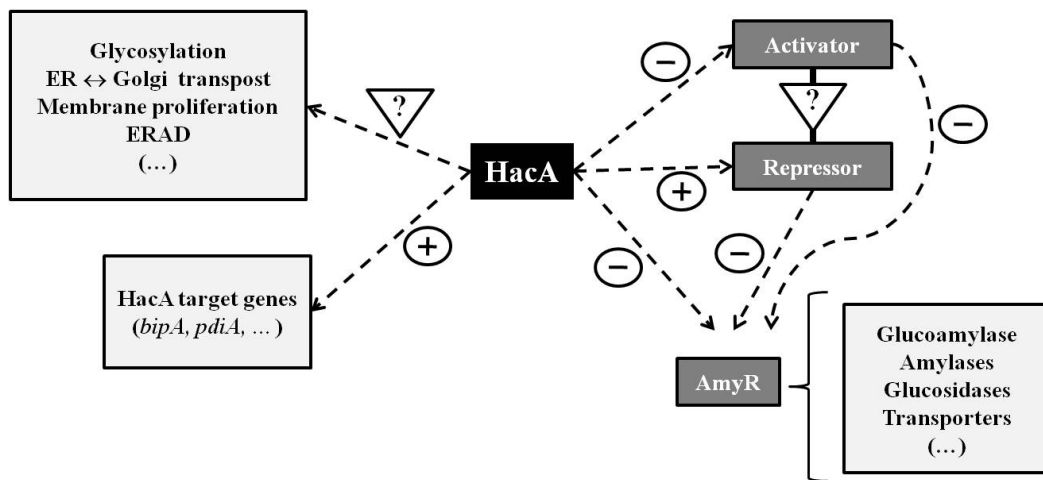 Glycosylation
ER ↔ Golgi transpost
Membrane proliferation
ERAD
(…)
?
HacA
+
HacA target genes
(bipA, pdiA, … )
−
Activator
?
−
+
Repressor
−
−
AmyR
Glucoamylase
Amylases
Glucosidases
Transporters
(…)